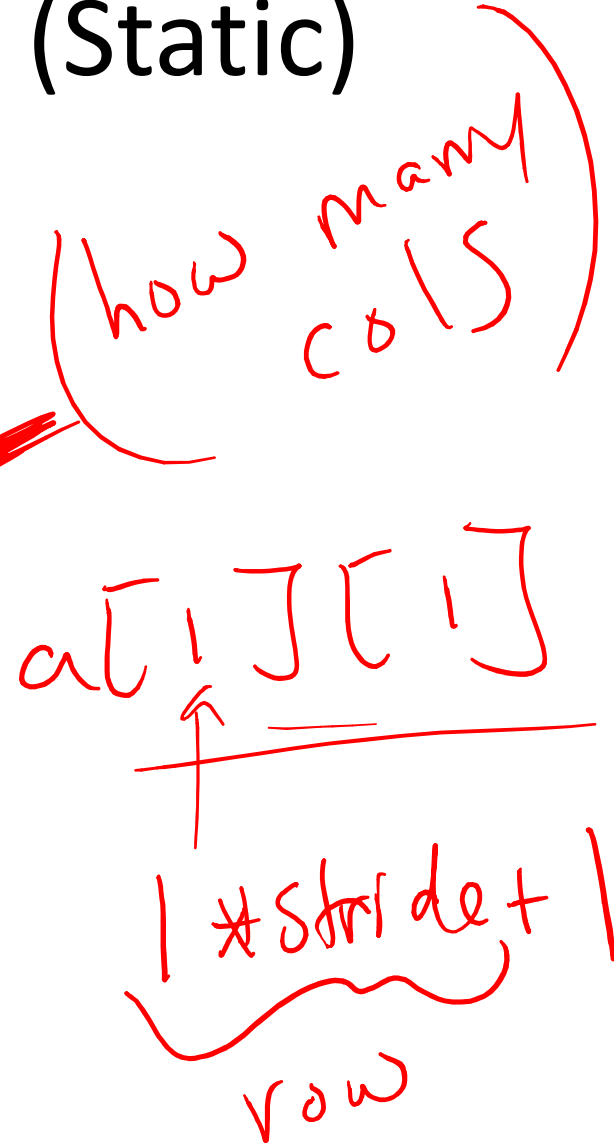 (Static)
(how many
cols)
a[1][1]
1 * stride + 1
row